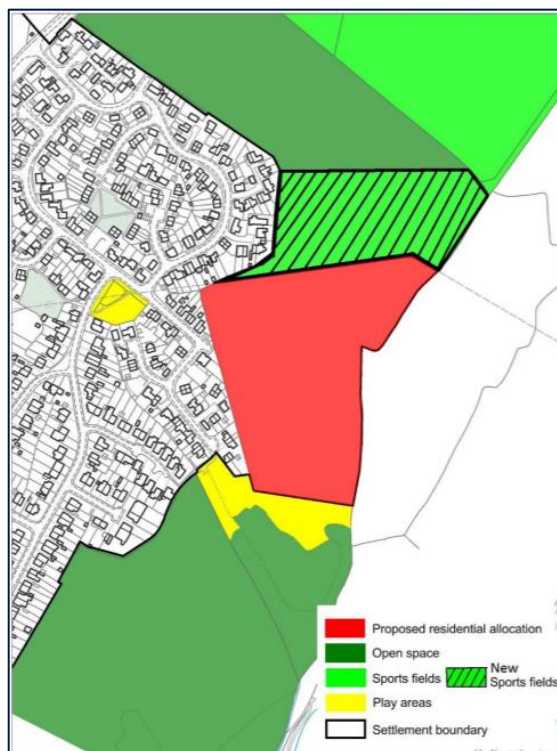 Proposed residential allocation
Open space
Sports fields
New
Sports fields
Play areas
Settlement boundary